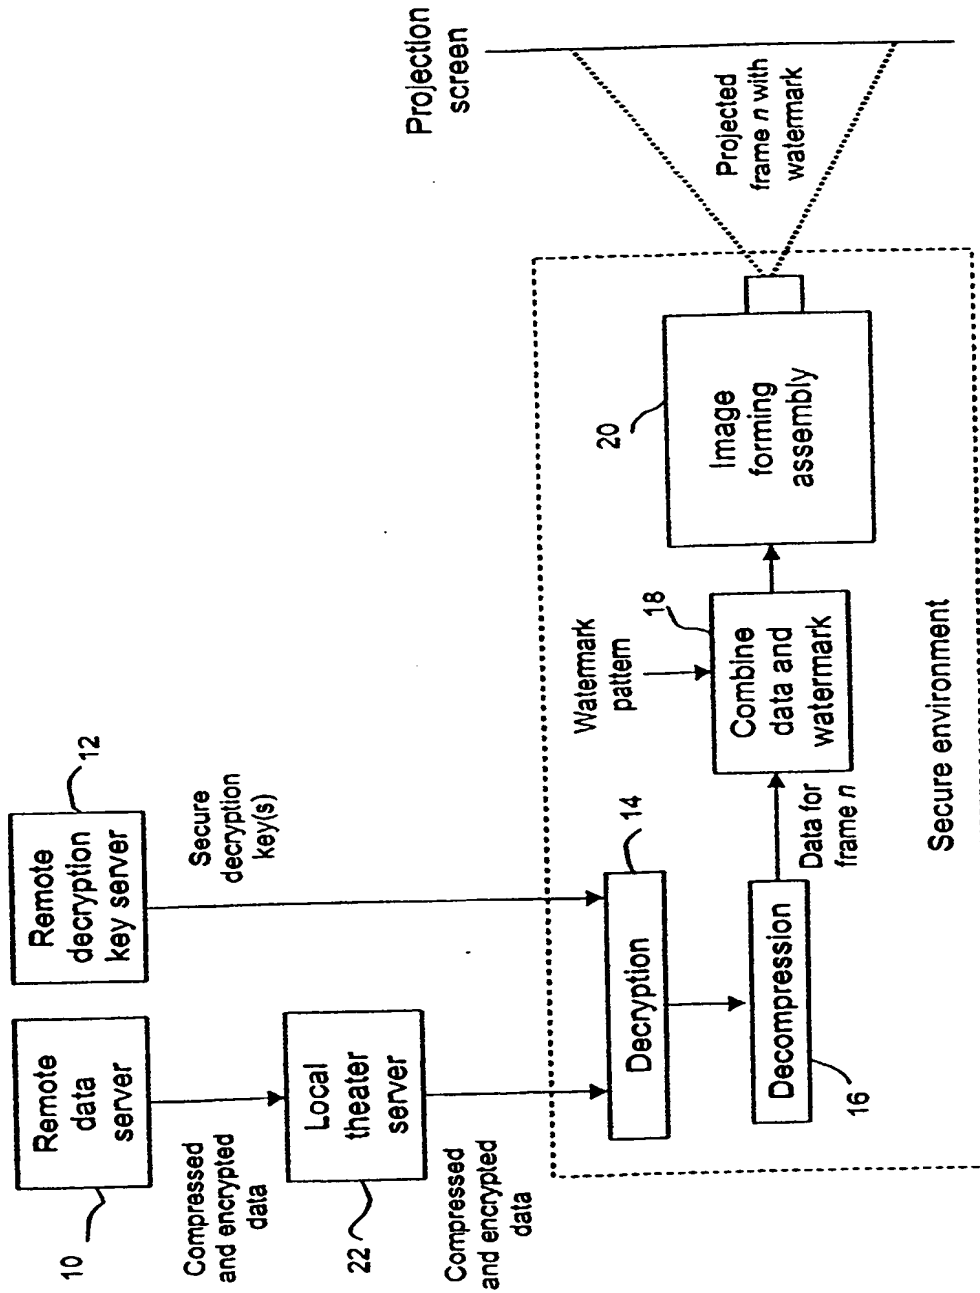 Remote
data
server
10
Compressed
and encrypted
data
Remote
decryption
key server
12
Secure
decryption
key(s)
Local
theater
server
22
Compressed
and encrypted
data
Decryption
14
Decompression
16
Data for
frame n
Watermark
pattern
18
Combine
data and
watermark
20
Image
forming
assembly
Secure environment
Projected
frame n with
watermark
Projection
screen